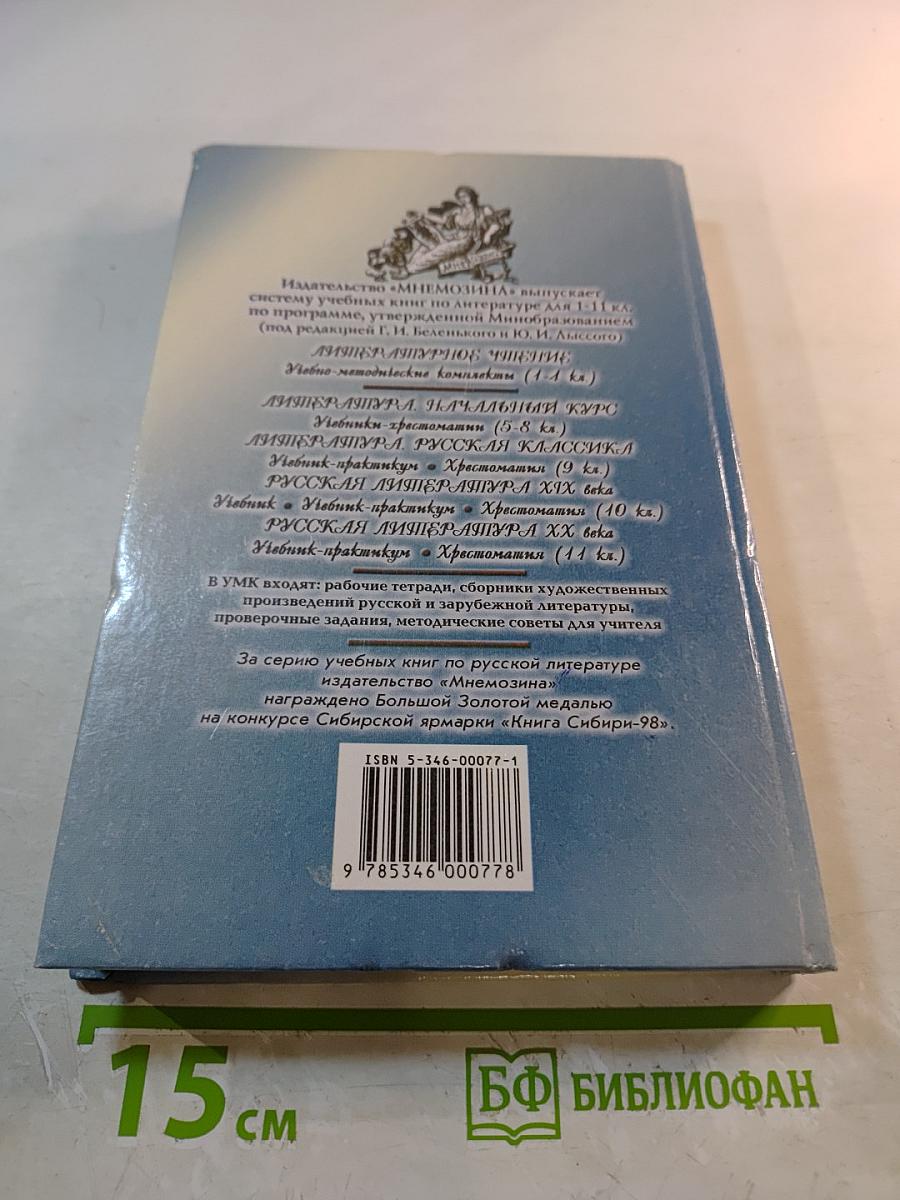 МНЕМОЗИНА
Издательство «МНЕМОЗИНА» выпускает
систему учебных книг по литературе для 1-11 кл.
по программе, утвержденной Минобразованием
(под редакцией Г. И. Беленького и Ю. И. Лыссого)
ЛИТЕРАТУРНОЕ ЧТЕНИЕ
Учебно-методические комплекты (1-4 кл.)
ЛИТЕРАТУРА. НАЧАЛЬНЫЙ КУРС
Учебники-хрестоматии (5-8 кл.)
ЛИТЕРАТУРА. РУССКАЯ КЛАССИКА
Учебник-практикум • Хрестоматия (9 кл.)
РУССКАЯ ЛИТЕРАТУРА XIX века
Учебник • Учебник-практикум • Хрестоматия (10 кл.)
РУССКАЯ ЛИТЕРАТУРА XX века
Учебник-практикум • Хрестоматия (11 кл.)
В УМК ВХОДЯТ: рабочие тетради, сборники художественных
произведений русской и зарубежной литературы,
проверочные задания, методические советы для учителя
За серию учебных книг по русской литературе
издательство «Мнемозина»
награждено Большой Золотой медалью
на конкурсе Сибирской ярмарки «Книга Сибири-98».
ISBN 5-346-00077-1
9 785346 000778
15 см
БФ БИБЛИОФАН